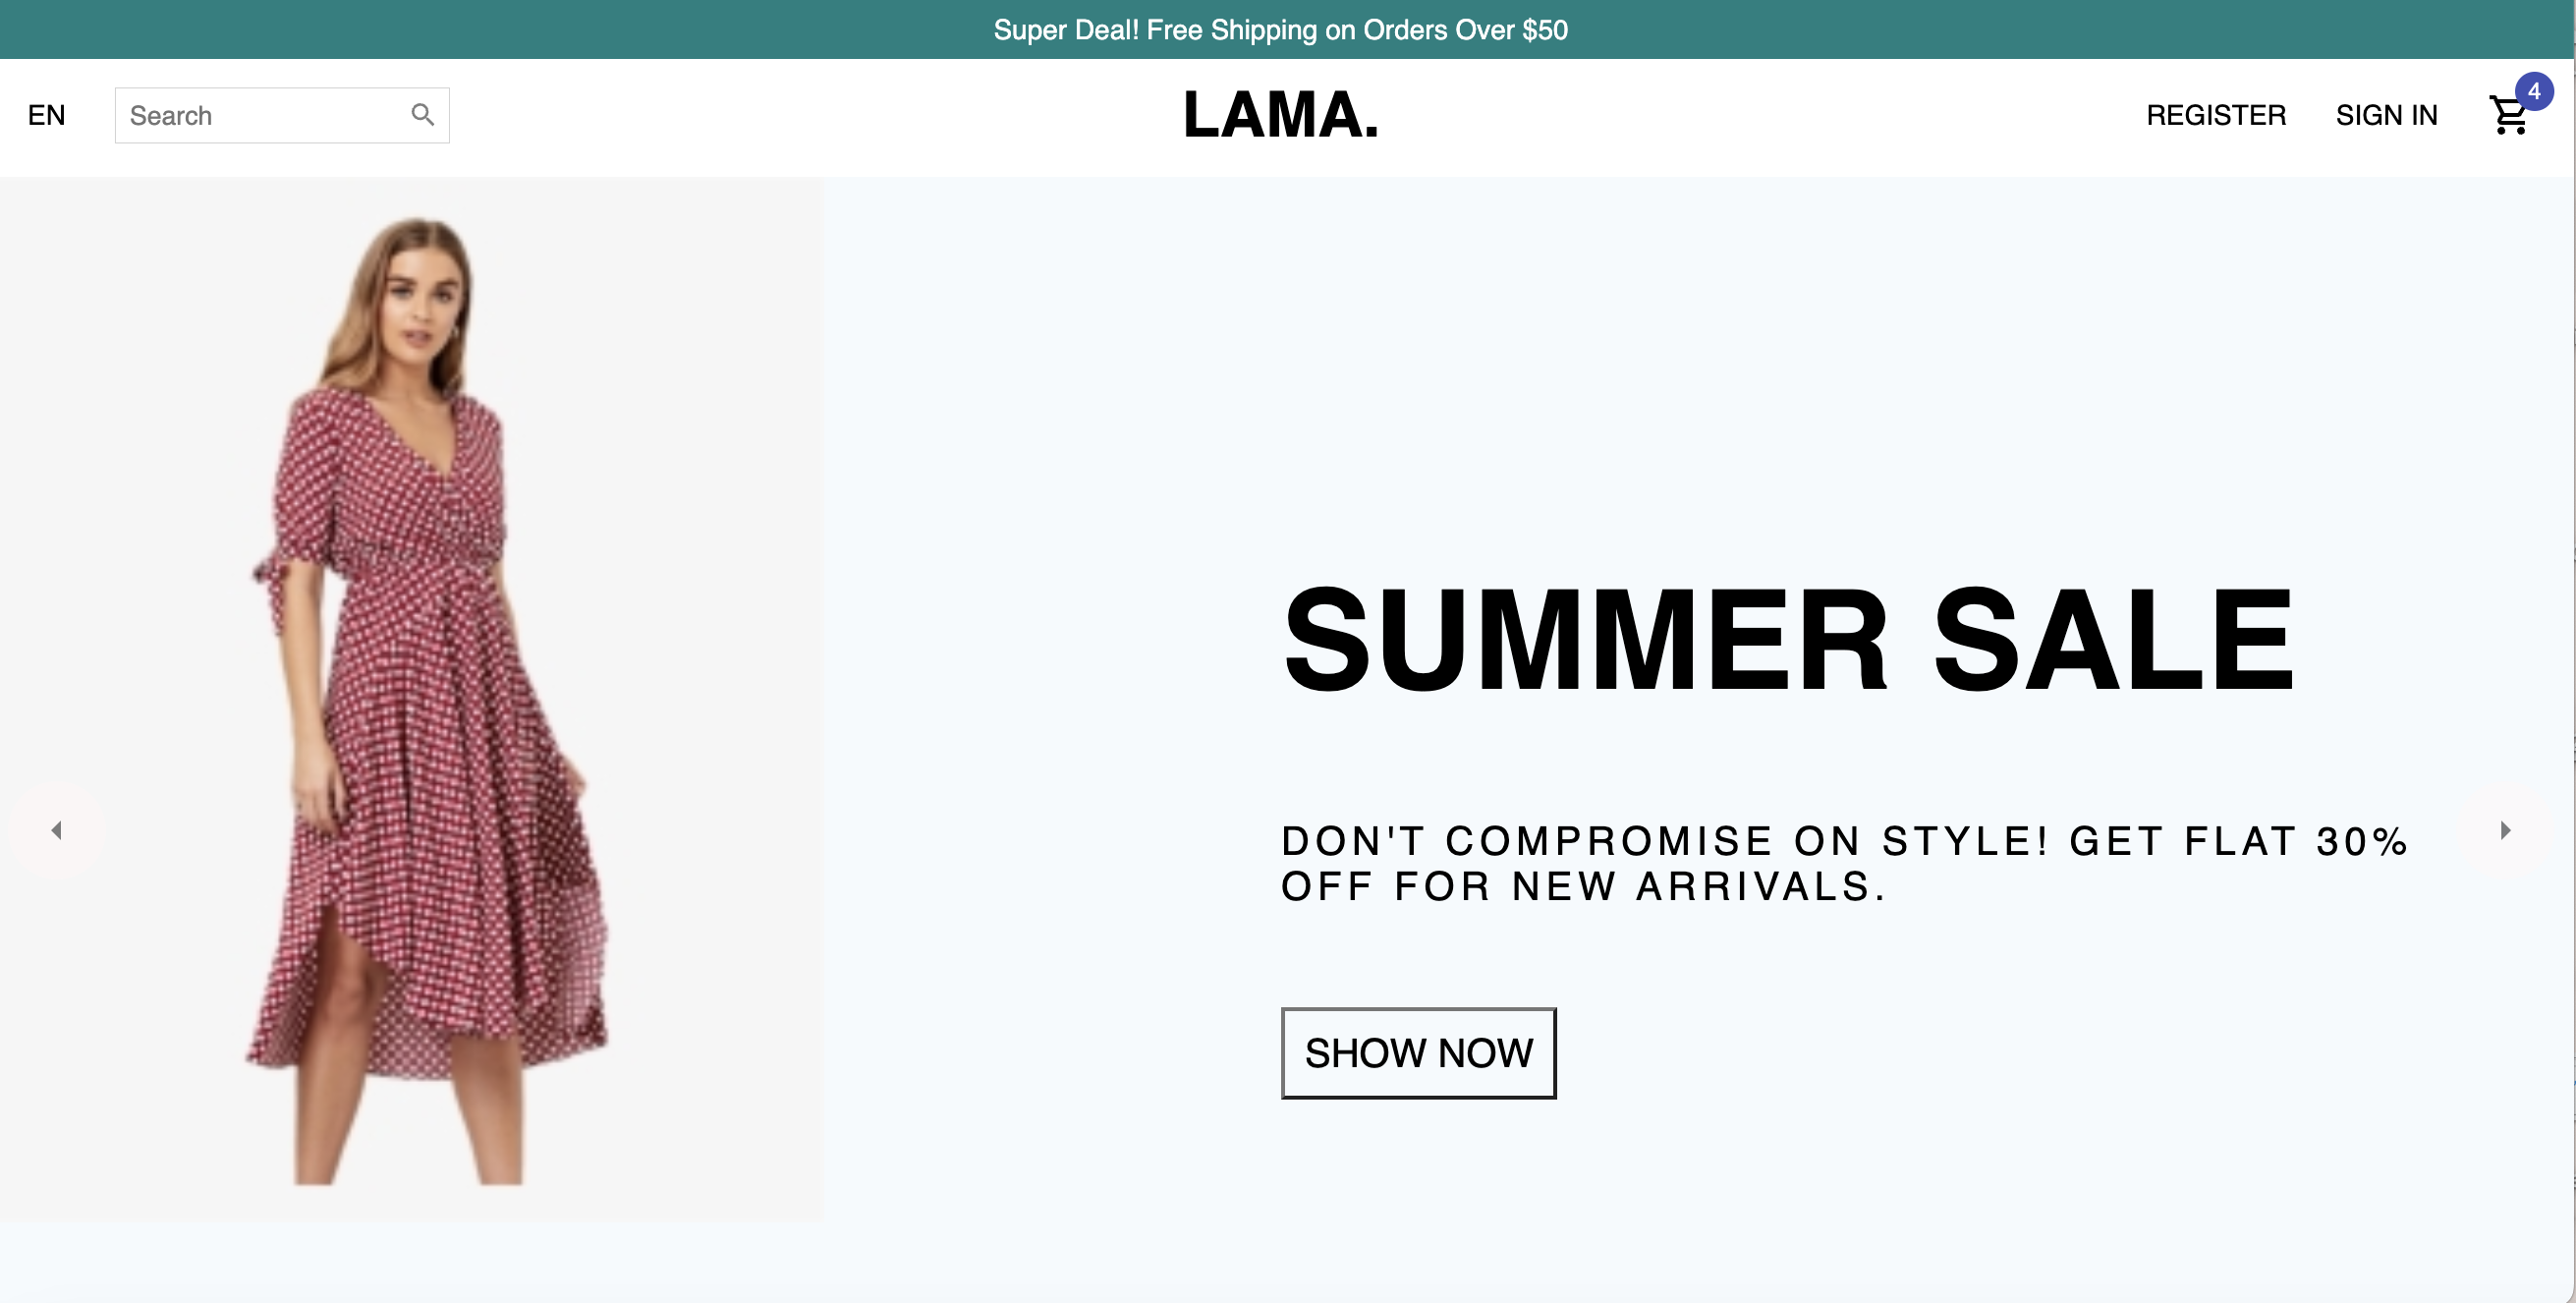 Super Deal! Free Shipping on Orders Over $50
EN
Search
LAMA.
REGISTER
SIGN IN
4
SUMMER SALE
DON'T COMPROMISE ON STYLE! GET FLAT 30%
OFF FOR NEW ARRIVALS.
SHOW NOW